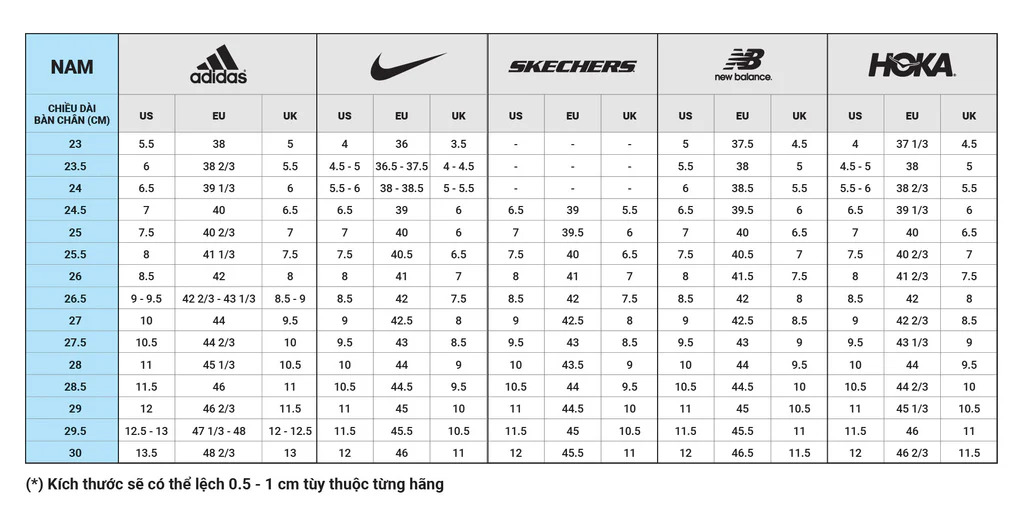 NAM adidas SKECHERS new balance. HOKA
CHIỀU DÀI
BÀN CHÂN (CM) US EU UK US EU UK US EU UK US EU UK US EU UK
23 5.5 38 5 4 36 3.5 - - - 5 37.5 4.5 4 37 1/3 4.5
23.5 6 38 2/3 5.5 4.5 - 5 36.5 - 37.5 4 - 4.5 - - - 5.5 38 5 4.5 - 5 38 5
24 6.5 39 1/3 6 5.5 - 6 38 - 38.5 5 - 5.5 - - - 6 38.5 5.5 5.5 - 6 38 2/3 5.5
24.5 7 40 6.5 6.5 39 6 6.5 39 5.5 6.5 39.5 6 6.5 39 1/3 6
25 7.5 40 2/3 7 7 40 6 7 39.5 6 7 40 6.5 7 40 6.5
25.5 8 41 1/3 7.5 7.5 40.5 6.5 7.5 40 6.5 7.5 40.5 7 7.5 40 2/3 7
26 8.5 42 8 8 41 7 8 41 7 8 41.5 7.5 8 41 2/3 7.5
26.5 9 - 9.5 42 2/3 - 43 1/3 8.5 - 9 8.5 42 7.5 8.5 42 7.5 8.5 42 8 8.5 42 8
27 10 44 9.5 9 42.5 8 9 42.5 8 9 42.5 8.5 9 42 2/3 8.5
27.5 10.5 44 2/3 10 9.5 43 8.5 9.5 43 8.5 9.5 43 9 9.5 43 1/3 9
28 11 45 1/3 10.5 10 44 9 10 43.5 9 10 44 9.5 10 44 9.5
28.5 11.5 46 11 10.5 44.5 9.5 10.5 44 9.5 10.5 44.5 10 10.5 44 2/3 10
29 12 46 2/3 11.5 11 45 10 11 44.5 10 11 45 10.5 11 45 1/3 10.5
29.5 12.5 - 13 47 1/3 - 48 12 - 12.5 11.5 45.5 10.5 11.5 45 10.5 11.5 45.5 11 11.5 46 11
30 13.5 48 2/3 13 12 46 11 12 45.5 11 12 46.5 11.5 12 46 2/3 11.5
(*) Kích thước sẽ có thể lệch 0.5 - 1 cm tùy thuộc từng hãng